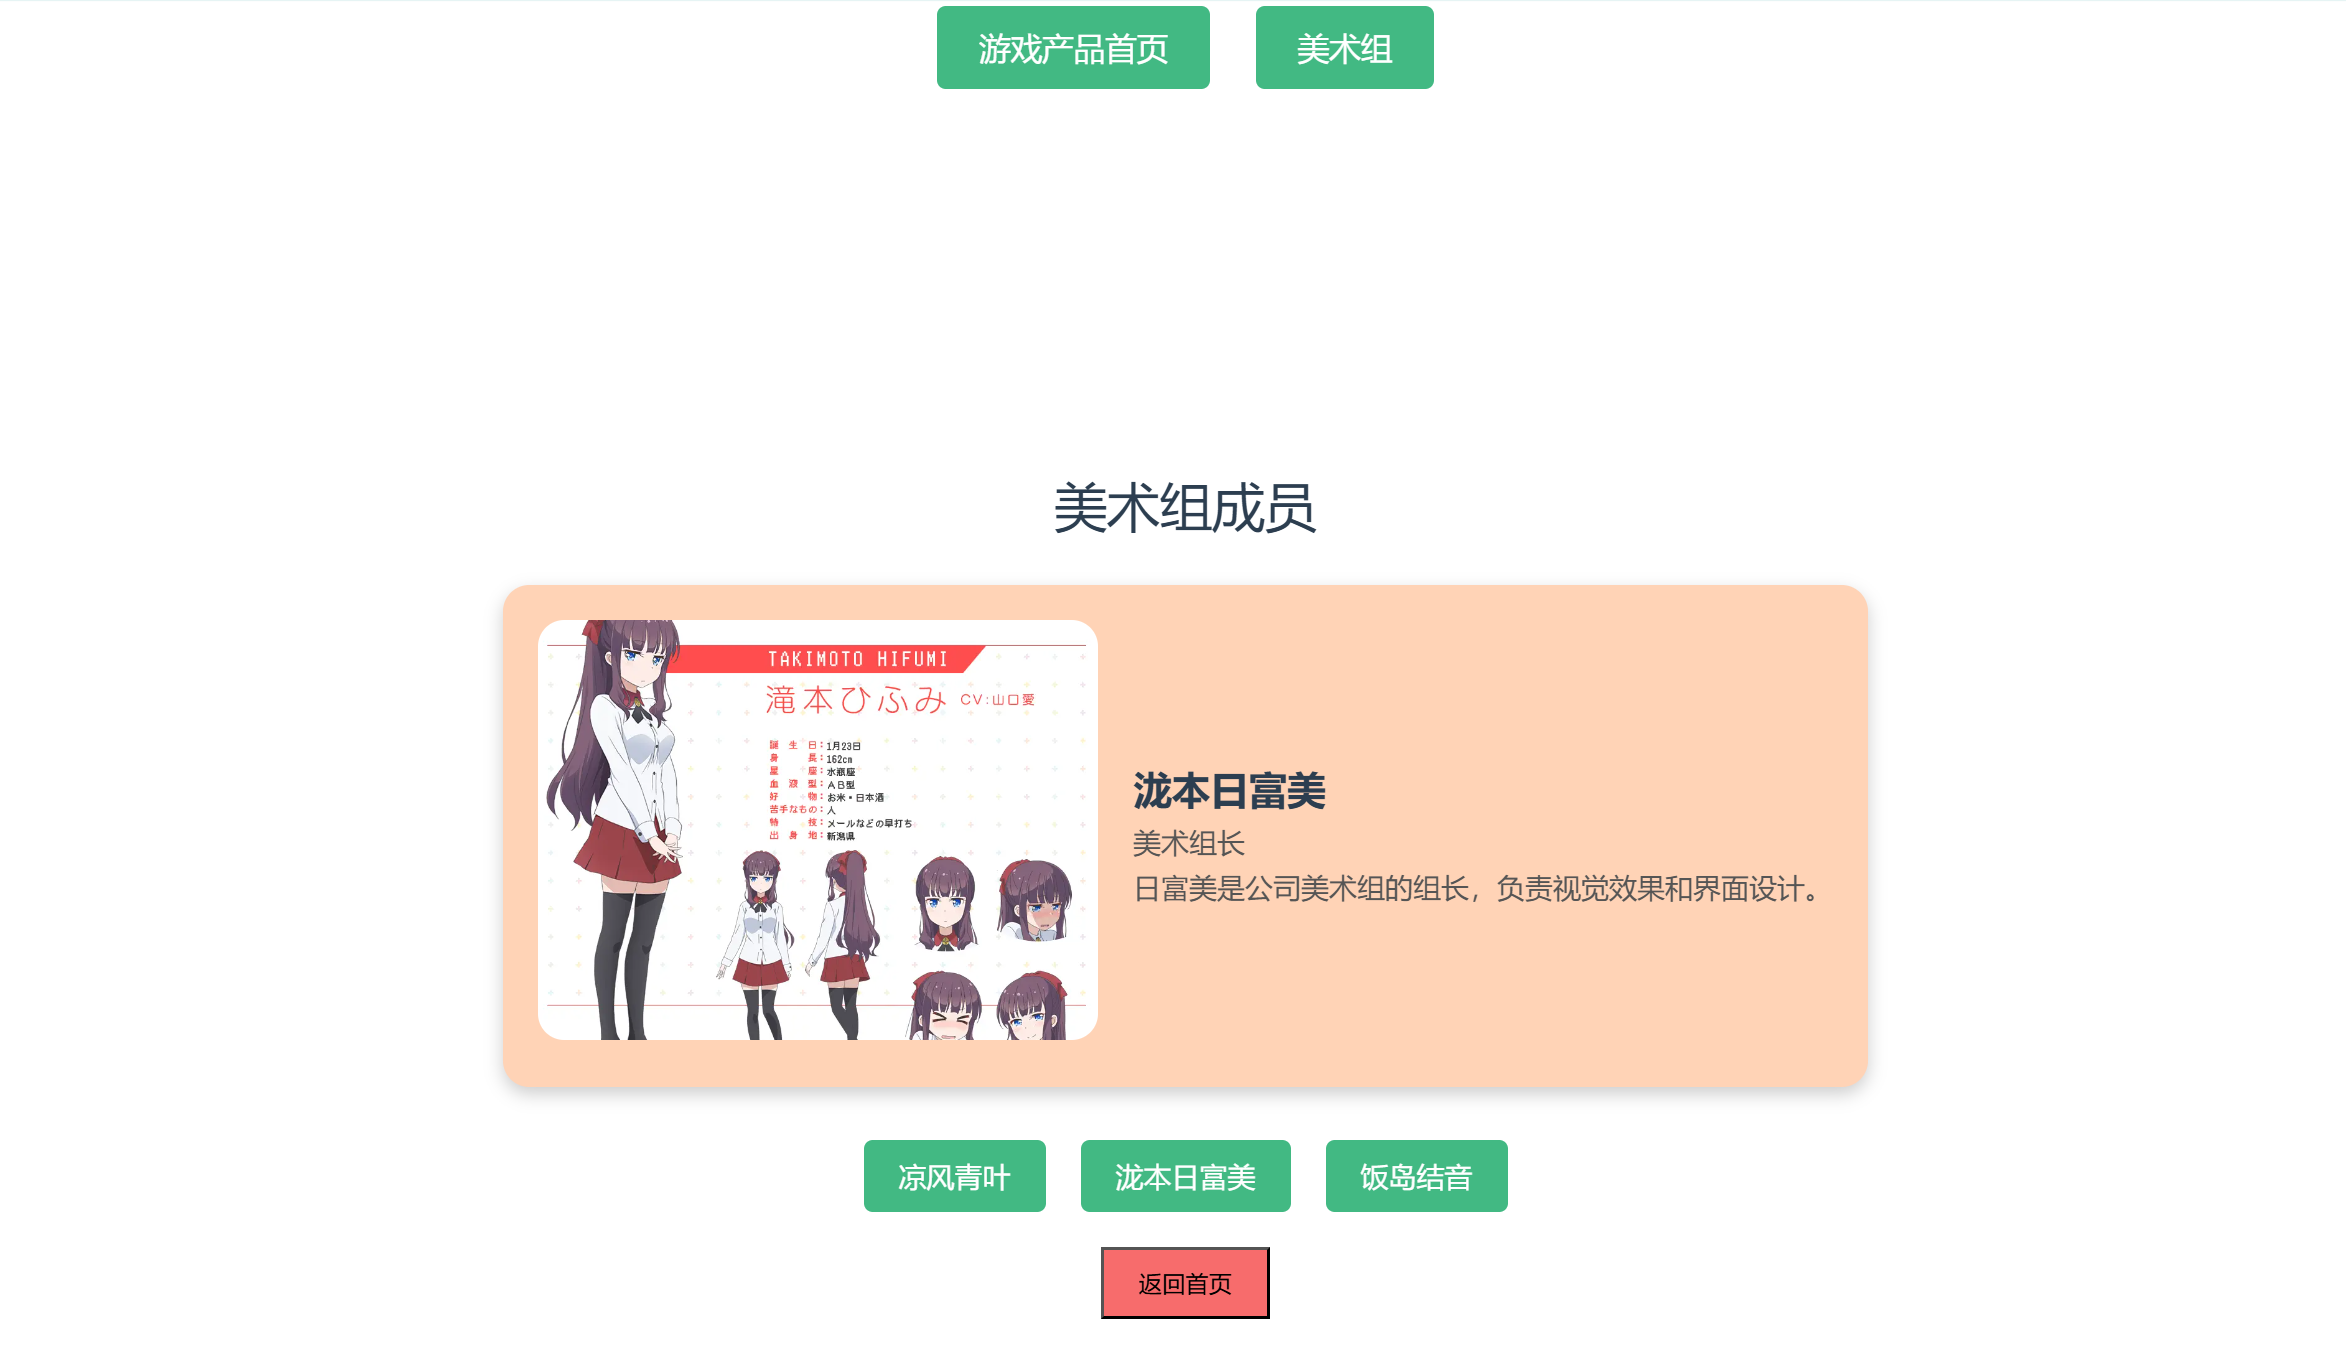 游戏产品首页
美术组
美术组成员
TAKIMOTO HIFUMI
滝本ひふみ CV:山口愛
誕生日:1月23日
身長:162cm
星座:水瓶座
血液型:AB型
好物:お米・日本酒
苦手なもの:人
特技:メールなどの早打ち
出身地:新潟県
泷本日富美
美术组长
日富美是公司美术组的组长，负责视觉效果和界面设计。
凉风青叶
泷本日富美
饭岛结音
返回首页